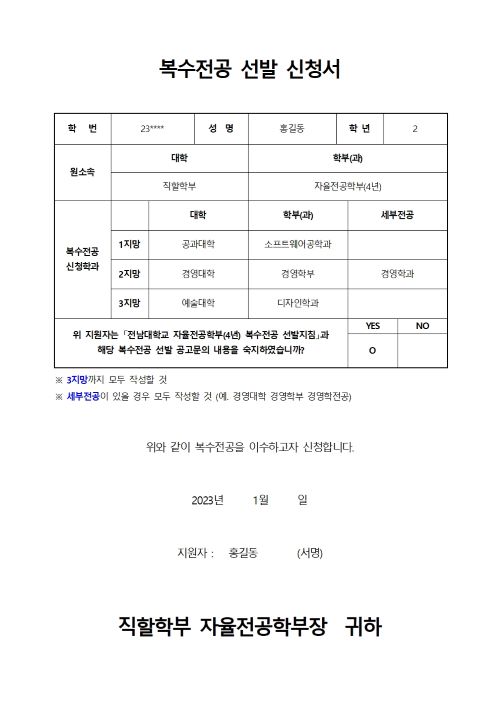 복수전공 선발 신청서
학 번 23**** 성 명 홍길동 학 년 2
원소속 대학 학부(과)
직할학부 자율전공학부(4년)
복수전공 신청학과 대학 학부(과) 세부전공
1지망 공과대학 소프트웨어공학과
2지망 경영대학 경영학부 경영학과
3지망 예술대학 디자인학과
위 지원자는 「전남대학교 자율전공학부(4년) 복수전공 선발지침」과 YES NO
해당 복수전공 선발 공고문의 내용을 숙지하였습니까? O
※ 3지망까지 모두 작성할 것
※ 세부전공이 있을 경우 모두 작성할 것 (예. 경영대학 경영학부 경영학전공)
위와 같이 복수전공을 이수하고자 신청합니다.
2023년 1월 일
지원자 : 홍길동 (서명)
직할학부 자율전공학부장 귀하